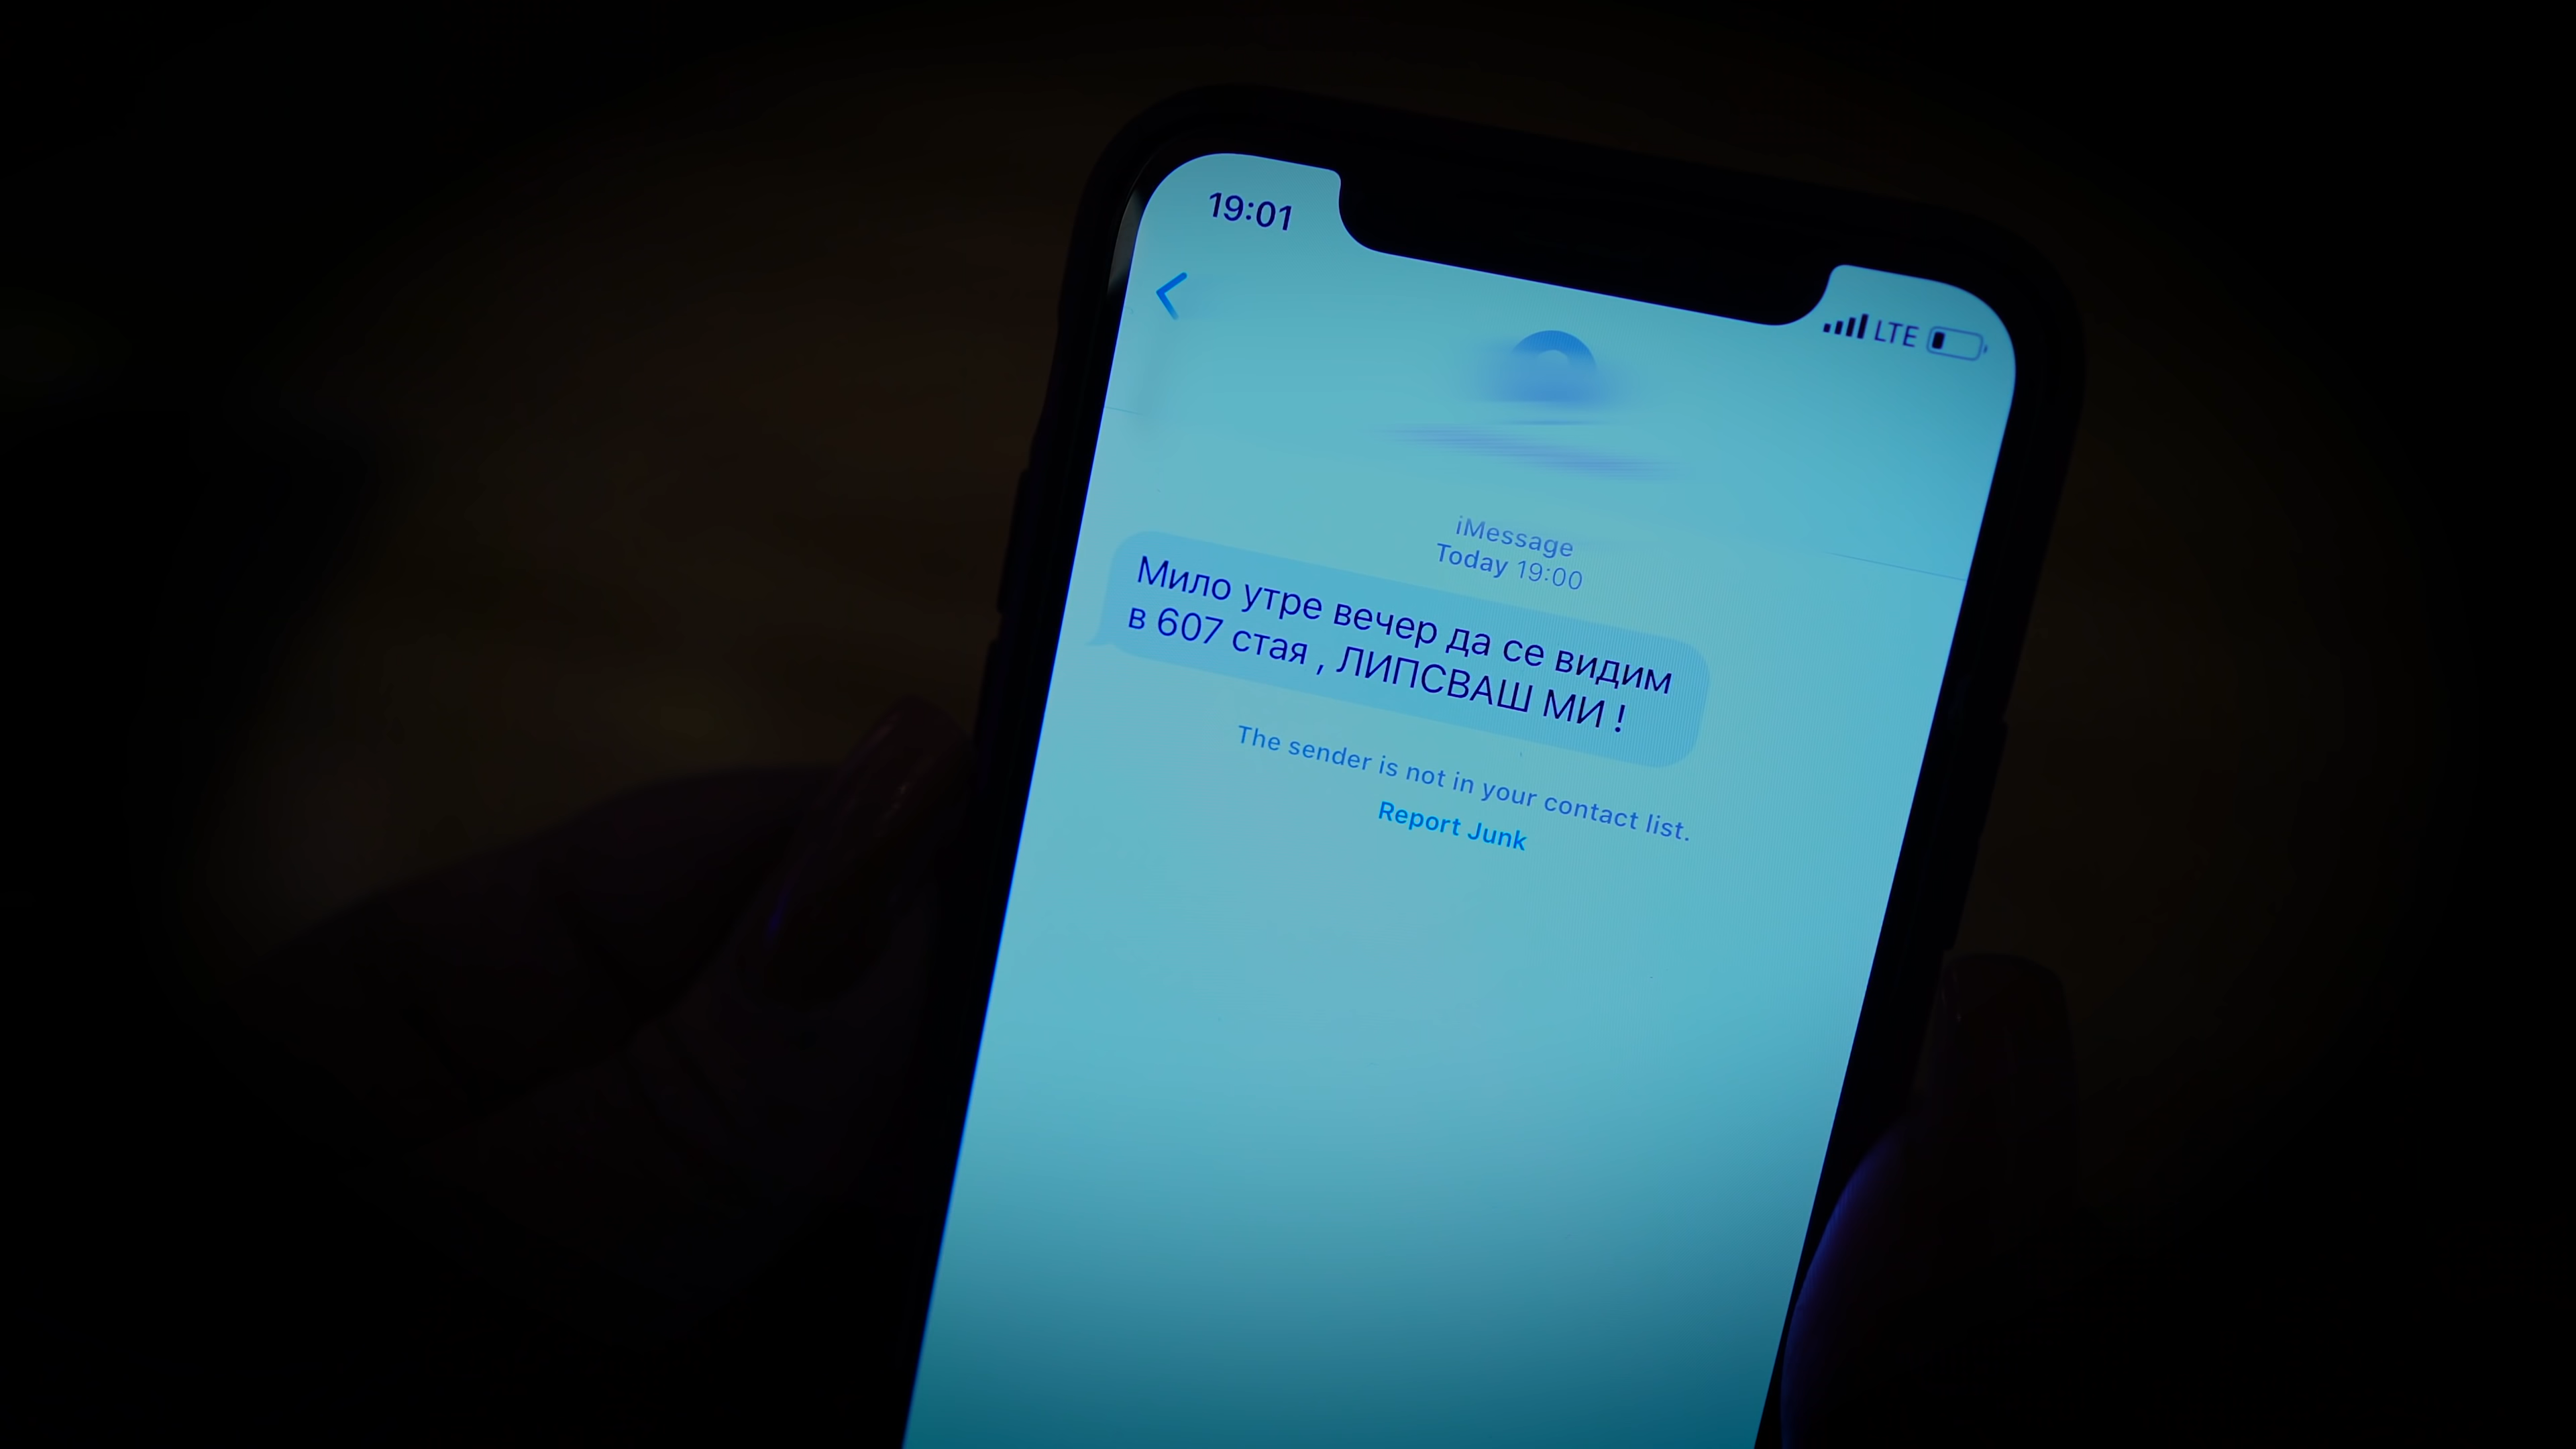 19:01
LTE
iMessage
Today 19:00
Мило утре вечер да се видим
в 607 стая , ЛИПСВАШ МИ !
The sender is not in your contact list.
Report Junk